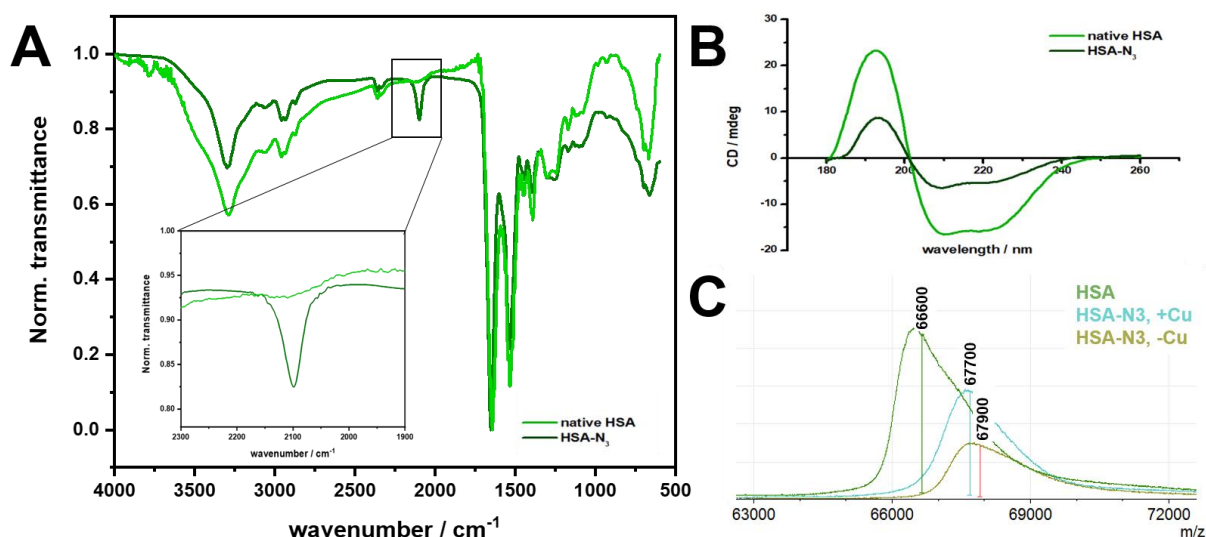 A
Norm. transmittance
1.0
0.8
0.6
0.4
0.2
0.0
4000 3500 3000 2500 2000 1500 1000 500
wavenumber / cm-1
native HSA
HSA-N3
Norm. transmittance
1.00
0.95
0.90
0.85
0.80
2300 2200 2100 2000 1900
wavenumber / cm-1
B
CD / mdeg
30
20
10
0
-10
-20
180 200 220 240 260
wavelength / nm
native HSA
HSA-N3
C
HSA
HSA-N3, +Cu
HSA-N3, -Cu
66600
67700
67900
63000 66000 69000 72000
m/z